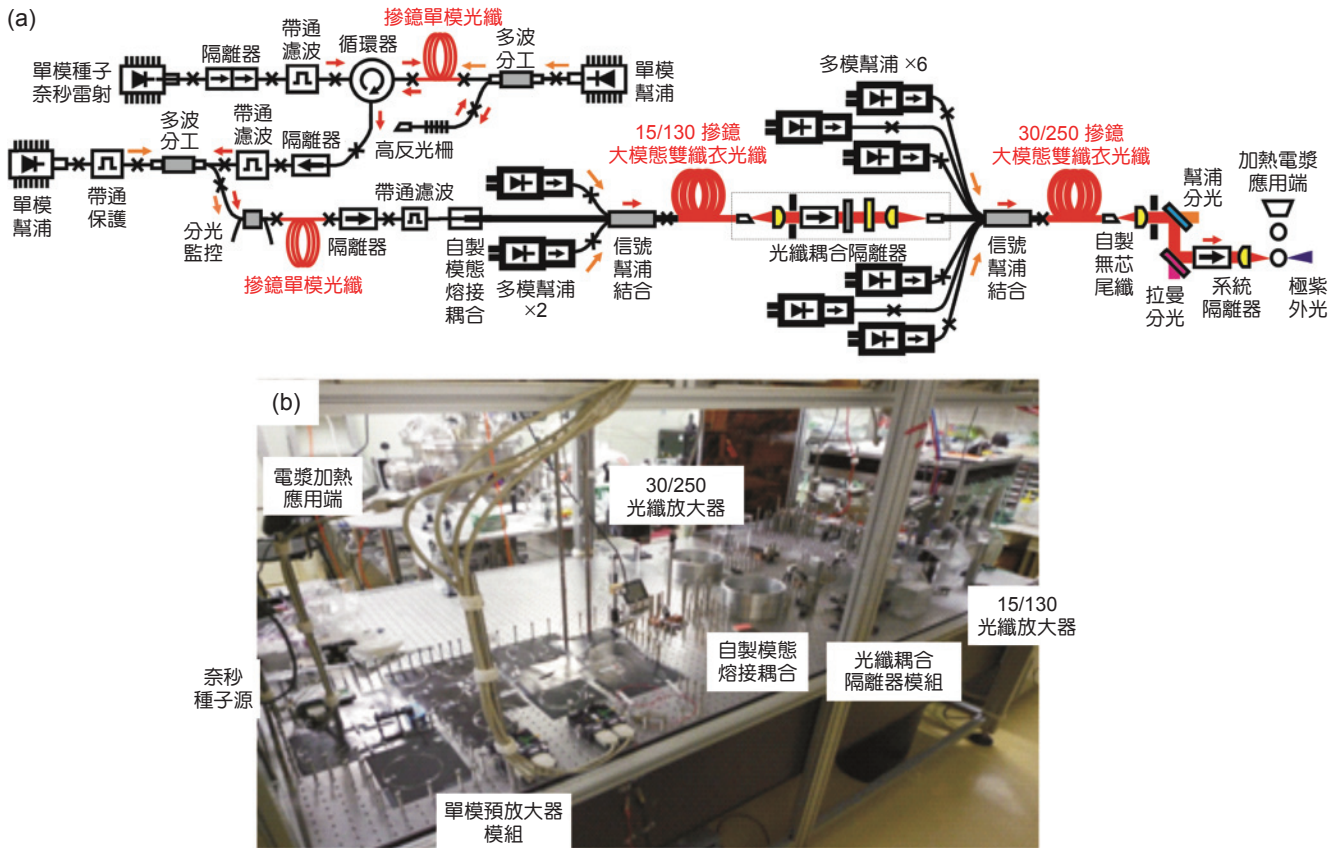 (a)
單模種子
奈秒雷射
隔離器
帶通
濾波
循環器
摻鐿單模光纖
多波
分工
單模
幫浦
高反光柵
單模
幫浦
帶通
保護
多波
分工
帶通
濾波
隔離器
分光
監控
摻鐿單模光纖
隔離器
帶通濾波
自製
模態
熔接
耦合
多模幫浦
×2
信號
幫浦
結合
15/130 摻鐿
大模態雙纖衣光纖
光纖耦合隔離器
多模幫浦 ×6
信號
幫浦
結合
30/250 摻鐿
大模態雙纖衣光纖
自製
無芯
尾纖
幫浦
分光
拉曼
分光
系統
隔離器
加熱電漿
應用端
極紫
外光
(b)
電漿加熱
應用端
30/250
光纖放大器
15/130
光纖放大器
自製模態
熔接耦合
光纖耦合
隔離器模組
奈秒
種子源
單模預放大器
模組